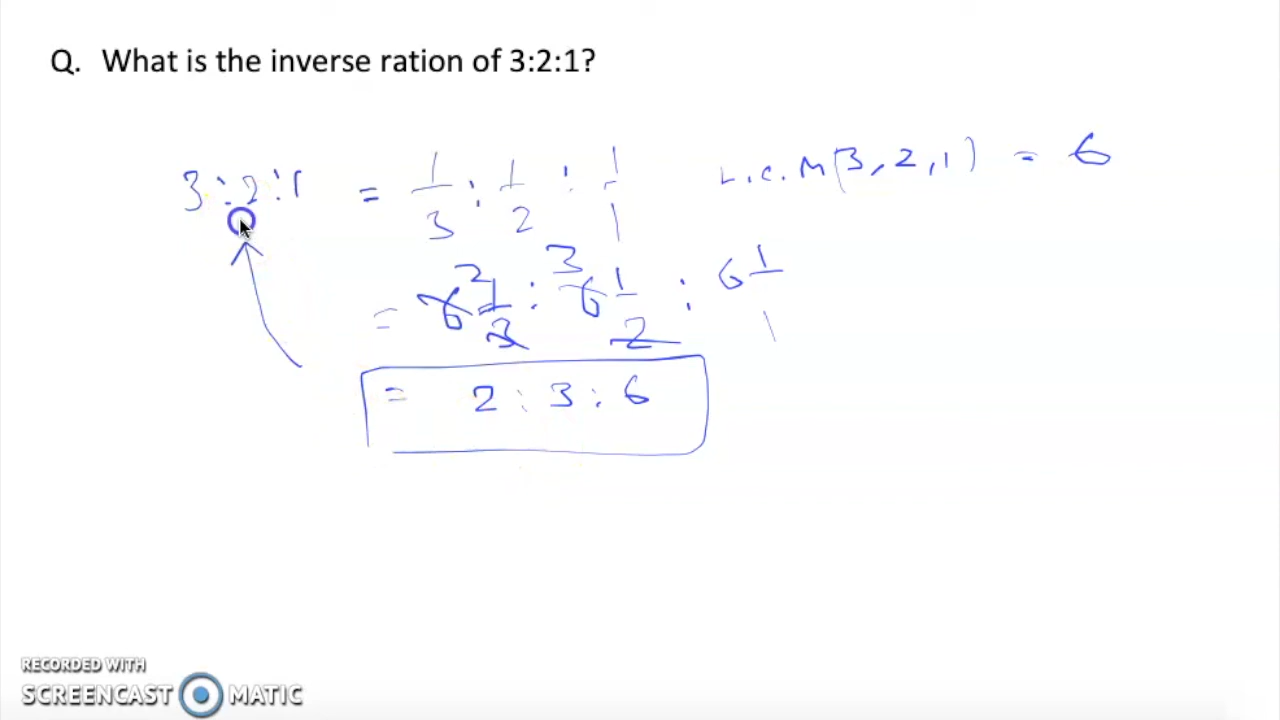 Q. What is the inverse ration of 3:2:1?
3:2:1 = 1/3 : 1/2 : 1/1 L.C.M(3,2,1) = 6
= 6 2 1/3 : 3 6 1/2 : 6 1/1
= 2:3:6
RECORDED WITH
SCREENCAST MATIC